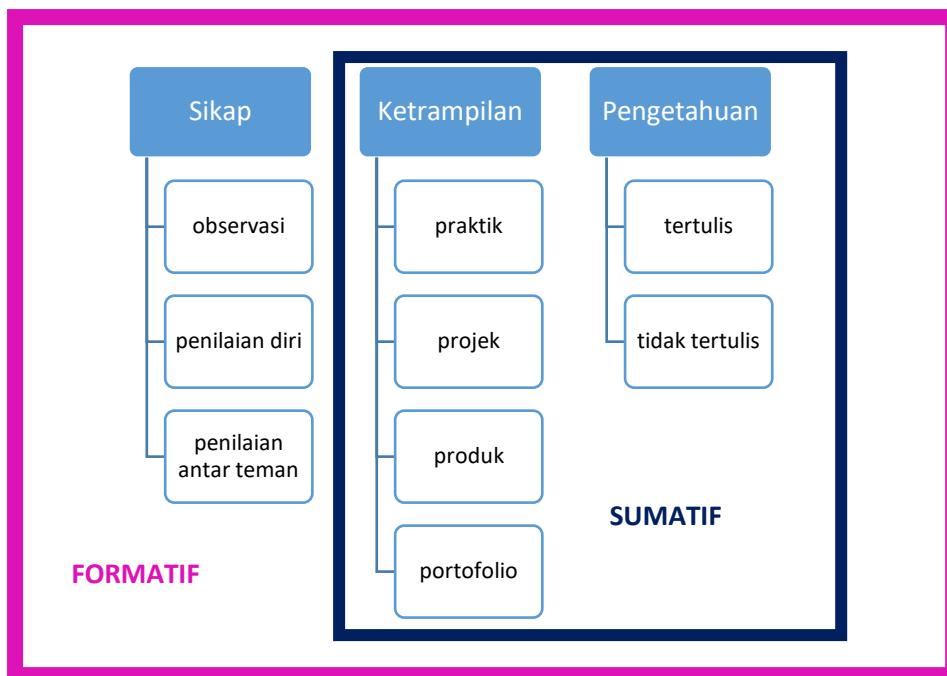 Sikap
observasi
penilaian diri
penilaian
antar teman
Ketrampilan
praktik
projek
produk
portofolio
Pengetahuan
tertulis
tidak tertulis
SUMATIF
FORMATIF